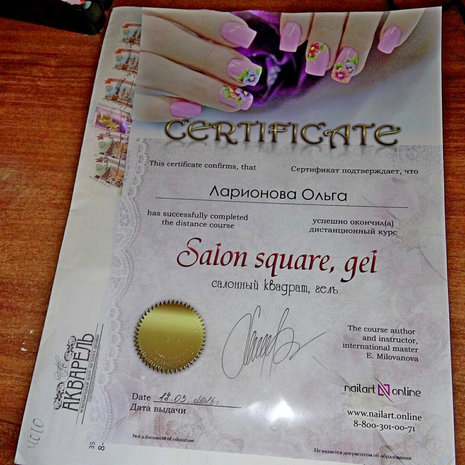 CERTIFICATE
This certificate confirms, that
Сертификат подтверждает, что
Ларионова Ольга
has successfully completed
the distance course
успешно окончил(а)
дистанционный курс
Salon square, gel
салонный квадрат, гель
The course author
and instructor,
international master
E. Milovanova
nailart N online
www.nailart.online
8-800-301-00-71
Date
Дата выдачи
Not a document of education
Не является документом об образовании
АКВАРЕЛЬ